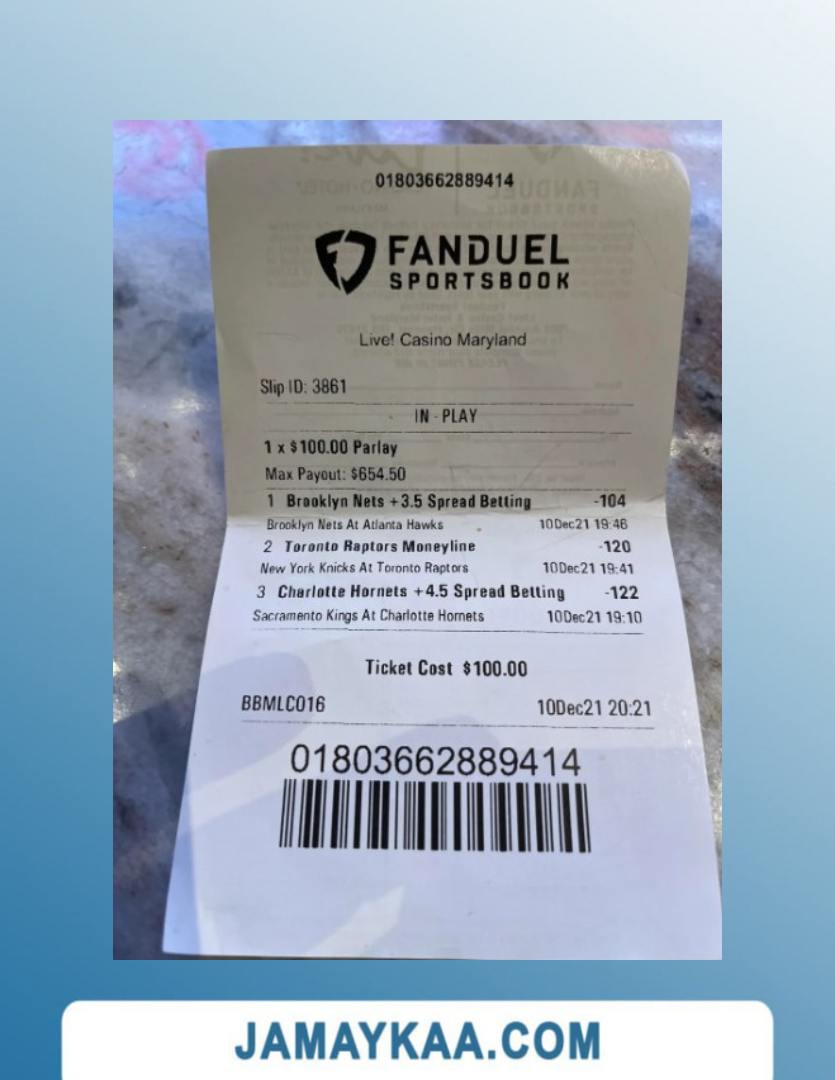 01803662889414
FANDUEL
SPORTSBOOK
Live! Casino Maryland
Slip ID: 3861
IN-PLAY
1 x $100.00 Parlay
Max Payout: $654.50
1 Brooklyn Nets +3.5 Spread Betting -104
Brooklyn Nets At Atlanta Hawks 10Dec21 19:46
2 Toronto Raptors Moneyline -120
New York Knicks At Toronto Raptors 10Dec21 19:41
3 Charlotte Hornets +4.5 Spread Betting -122
Sacramento Kings At Charlotte Hornets 10Dec21 19:10
Ticket Cost $100.00
BBMLC016 10Dec21 20:21
01803662889414
JAMAYKAA.COM